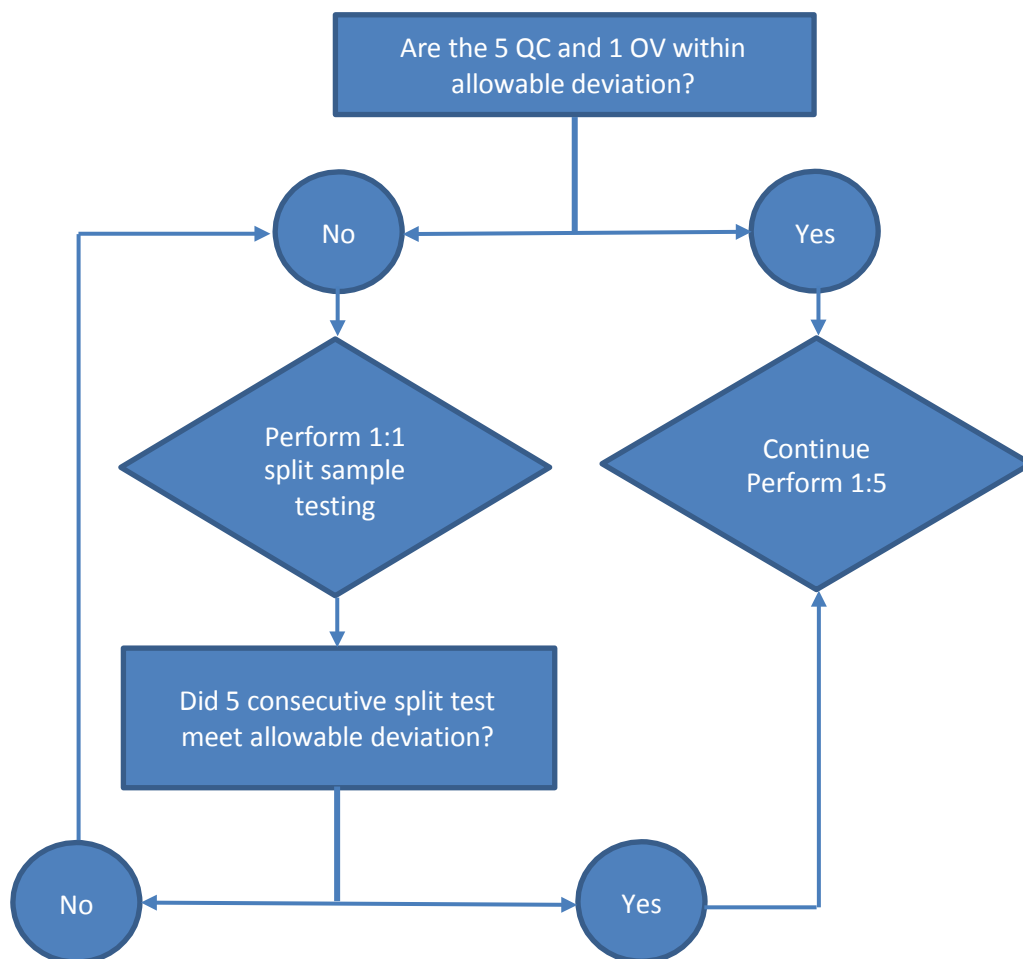 Are the 5 QC and 1 OV within
allowable deviation?
No
Yes
Perform 1:1
split sample
testing
Continue
Perform 1:5
Did 5 consecutive split test
meet allowable deviation?
No
Yes